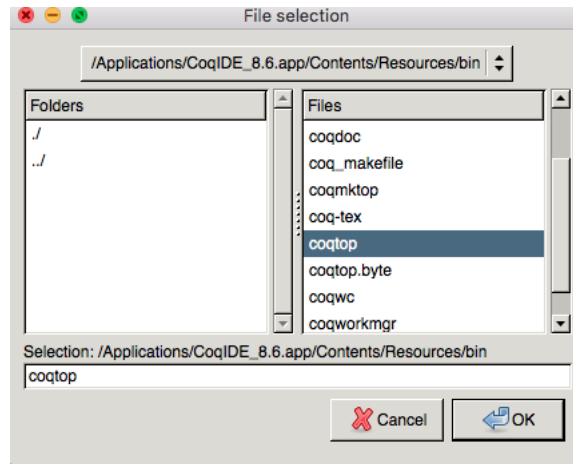 File selection
/Applications/CoqIDE_8.6.app/Contents/Resources/bin
Folders
./
../
Files
coqdoc
coq_makefile
coqmktop
coq-tex
coqtop
coqtop.byte
coqwc
coqworkmgr
Selection: /Applications/CoqIDE_8.6.app/Contents/Resources/bin
coqtop
Cancel
OK